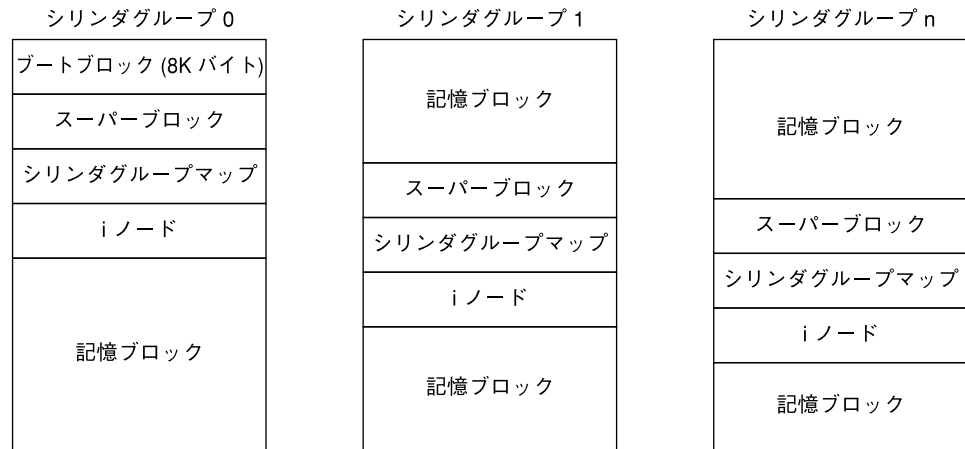 シリンダグループ 0
ブートブロック (8K バイト)
スーパーブロック
シリンダグループマップ
i ノード
記憶ブロック
シリンダグループ 1
記憶ブロック
スーパーブロック
シリンダグループマップ
i ノード
記憶ブロック
シリンダグループ n
記憶ブロック
スーパーブロック
シリンダグループマップ
i ノード
記憶ブロック